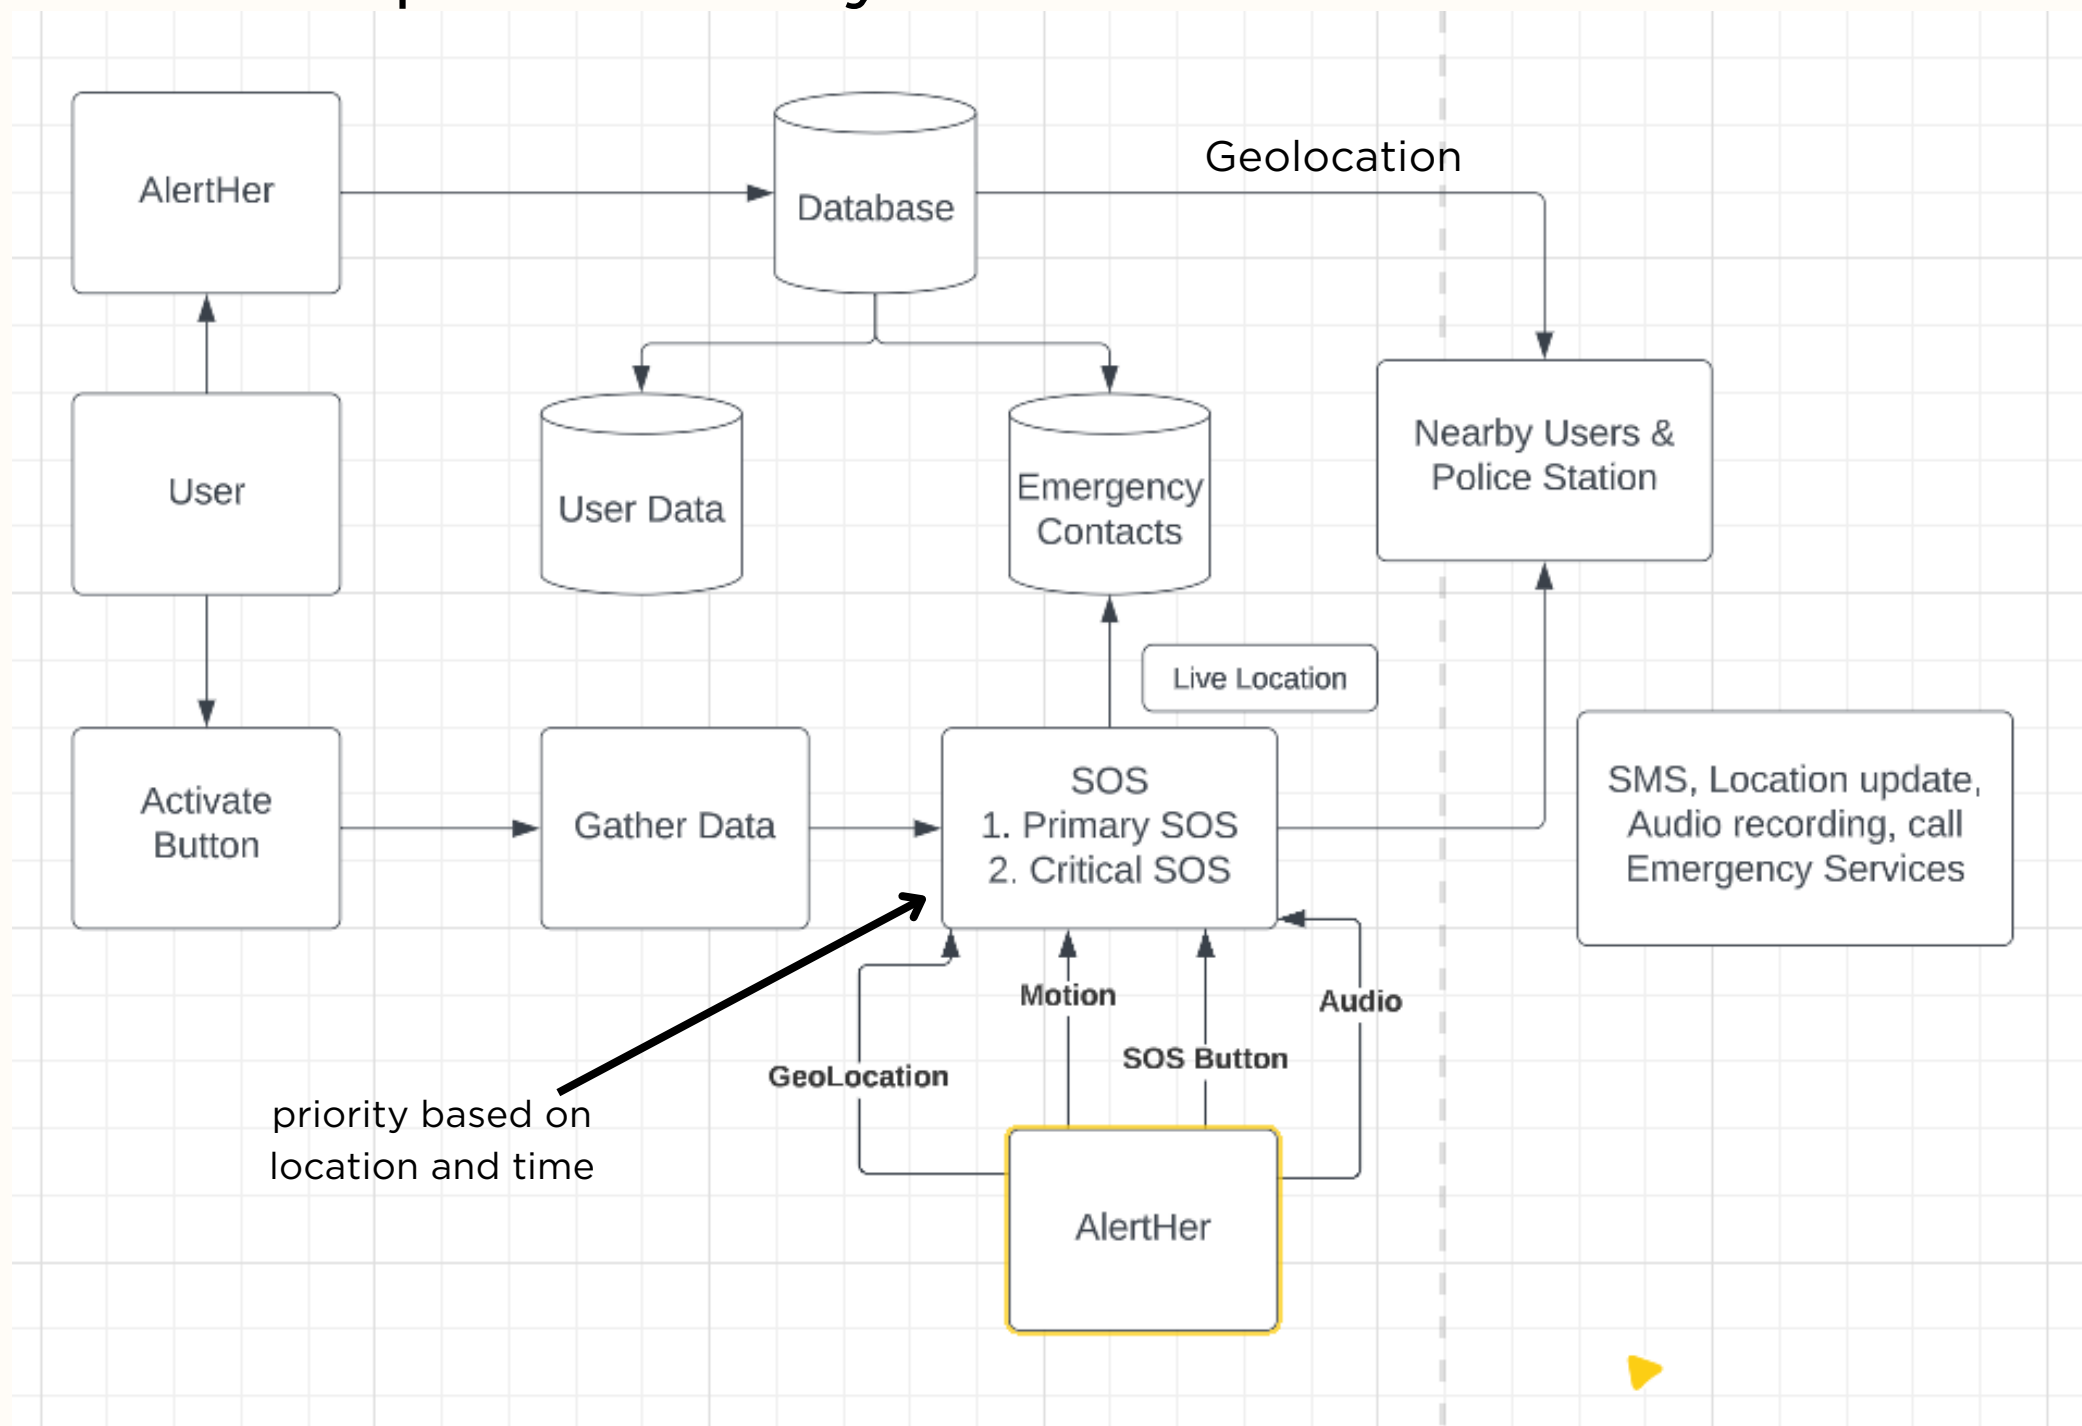 AlertHer
Database
Geolocation
User
User Data
Emergency
Contacts
Nearby Users &
Police Station
Live Location
Activate
Button
Gather Data
SOS
1. Primary SOS
2. Critical SOS
SMS, Location update,
Audio recording, call
Emergency Services
Motion
Audio
SOS Button
GeoLocation
priority based on
location and time
AlertHer